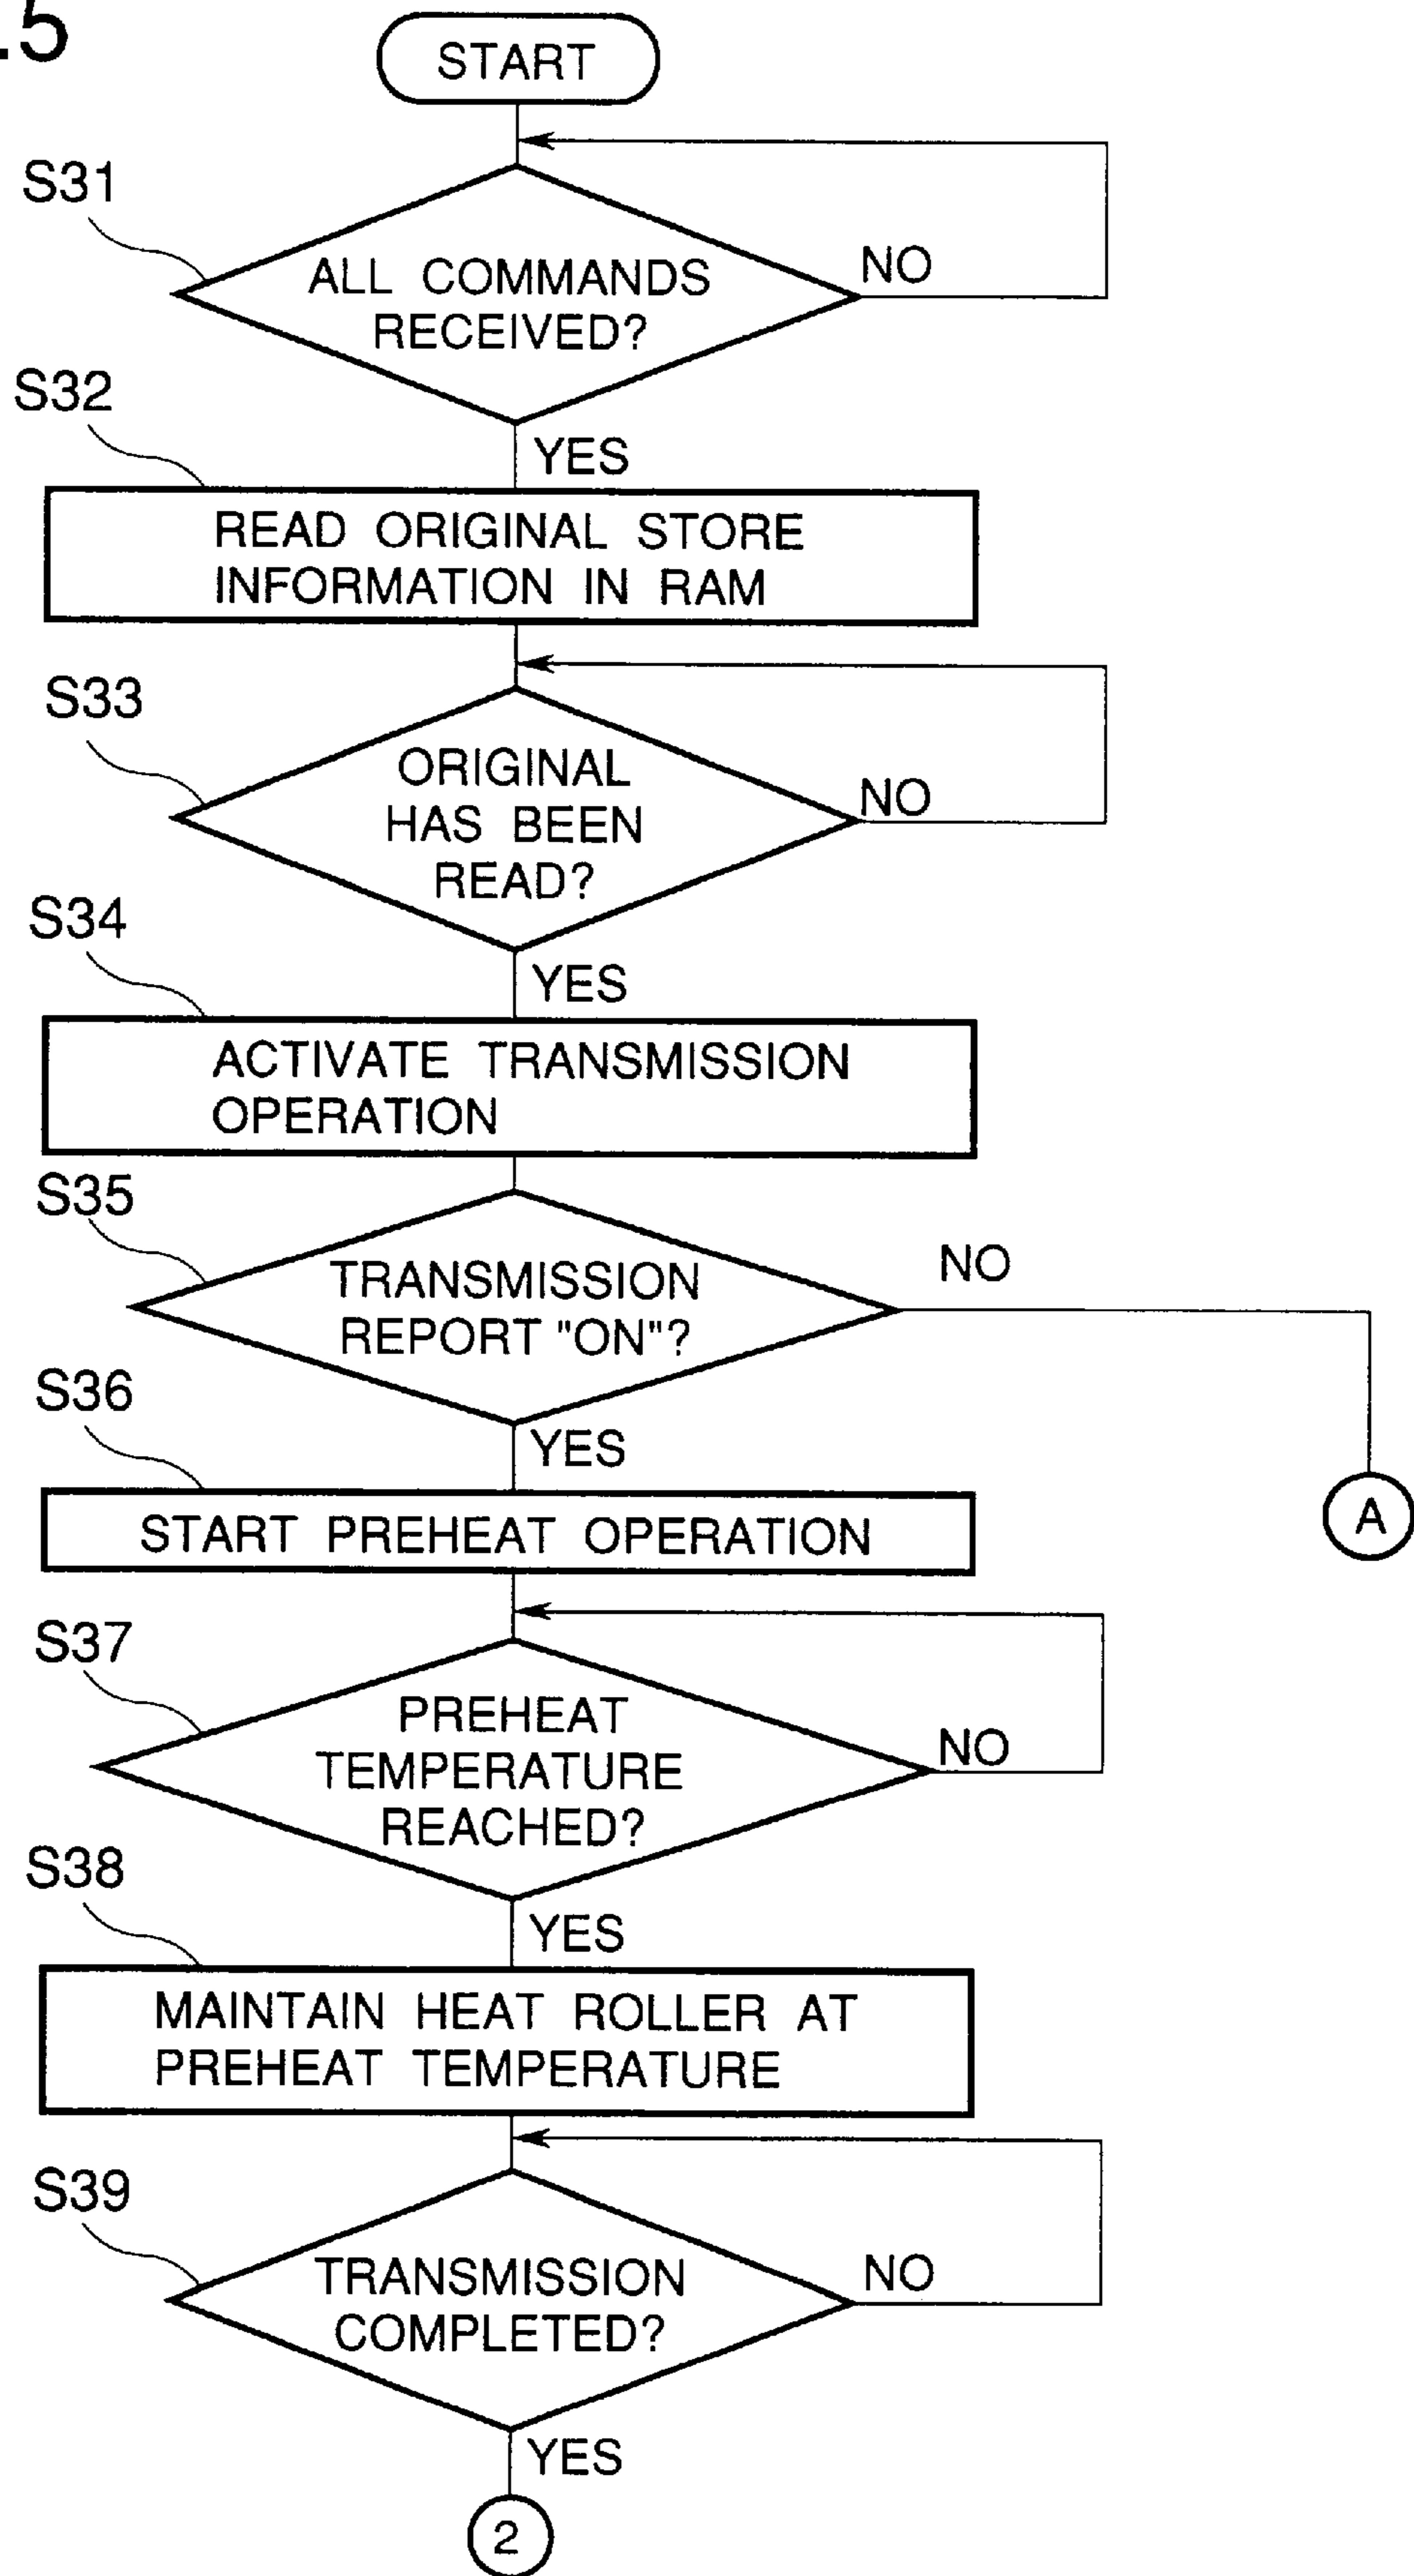 .5
START
S31
ALL COMMANDS
RECEIVED?
NO
YES
S32
READ ORIGINAL STORE
INFORMATION IN RAM
S33
ORIGINAL
HAS BEEN
READ?
NO
YES
S34
ACTIVATE TRANSMISSION
OPERATION
S35
TRANSMISSION
REPORT "ON"?
NO
YES
A
S36
START PREHEAT OPERATION
S37
PREHEAT
TEMPERATURE
REACHED?
NO
YES
S38
MAINTAIN HEAT ROLLER AT
PREHEAT TEMPERATURE
S39
TRANSMISSION
COMPLETED?
NO
YES
2